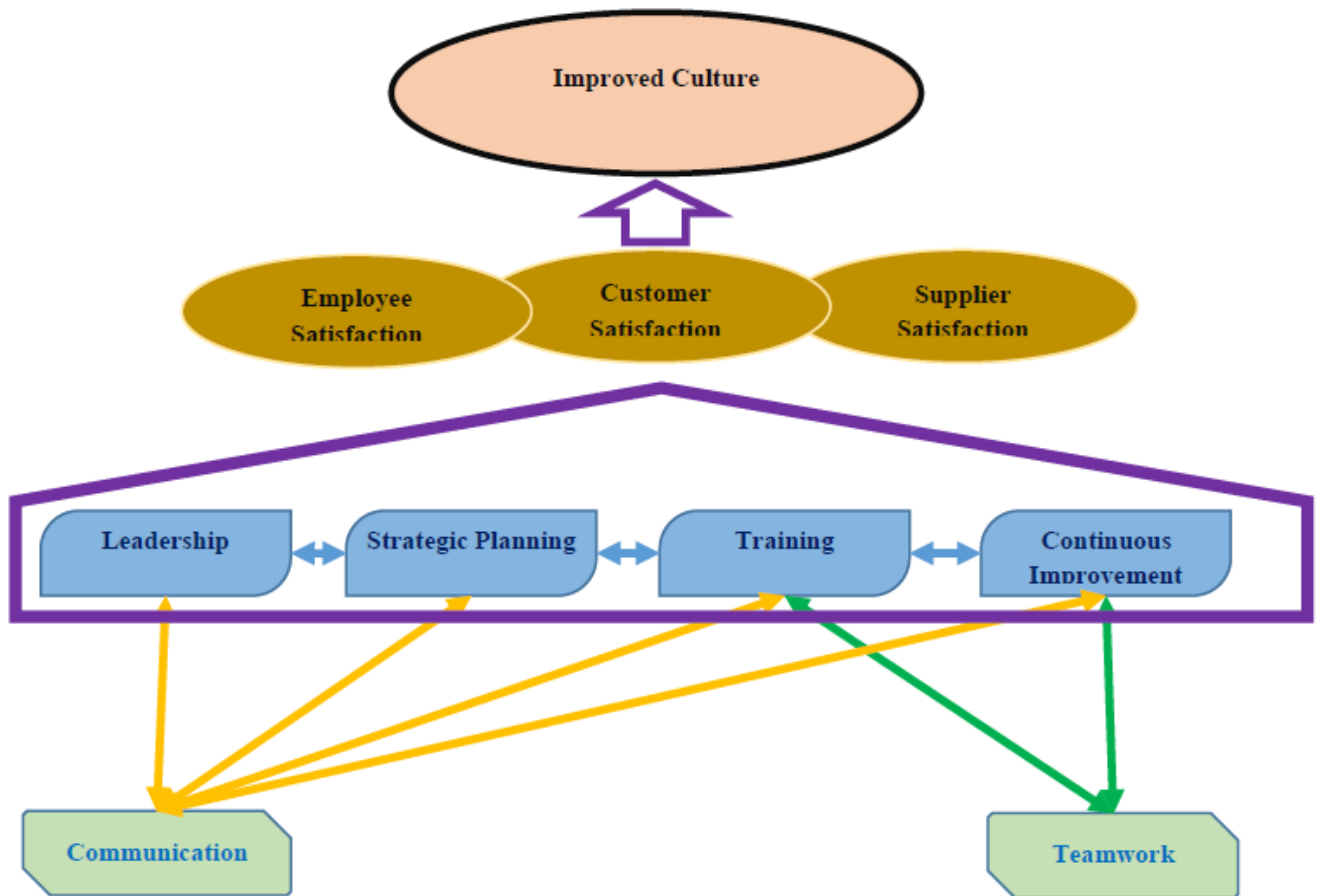 Improved Culture
Employee
Satisfaction
Customer
Satisfaction
Supplier
Satisfaction
Leadership
Strategic Planning
Training
Continuous
Improvement
Communication
Teamwork